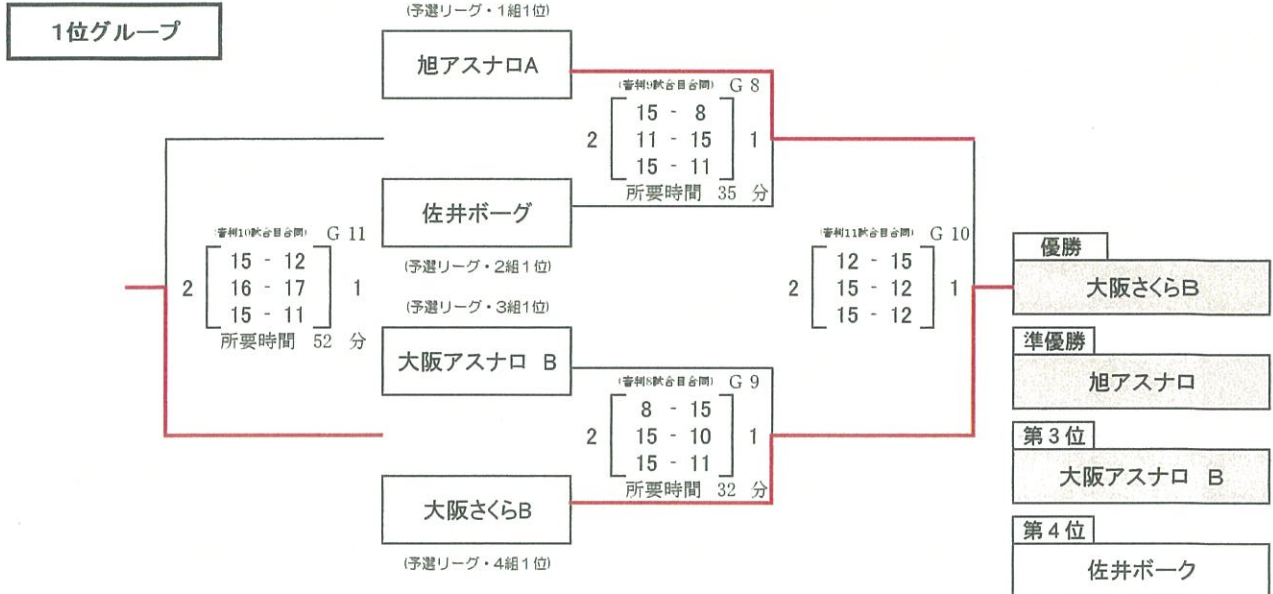 1位グループ
(予選リーグ・1組1位)
旭アスナロA
(審判9試合目合同) G 8
2 15 - 8 1
11 - 15
15 - 11
所要時間 35 分
佐井ボーグ
(予選リーグ・2組1位)
(審判10試合目合同) G 11
2 15 - 12 1
16 - 17
15 - 11
所要時間 52 分
(審判11試合目合同) G 10
2 12 - 15 1
15 - 12
15 - 12
(予選リーグ・3組1位)
大阪アスナロ B
(審判8試合目合同) G 9
2 8 - 15 1
15 - 10
15 - 11
所要時間 32 分
大阪さくらB
(予選リーグ・4組1位)
優勝
大阪さくらB
準優勝
旭アスナロ
第3位
大阪アスナロ B
第4位
佐井ボーク